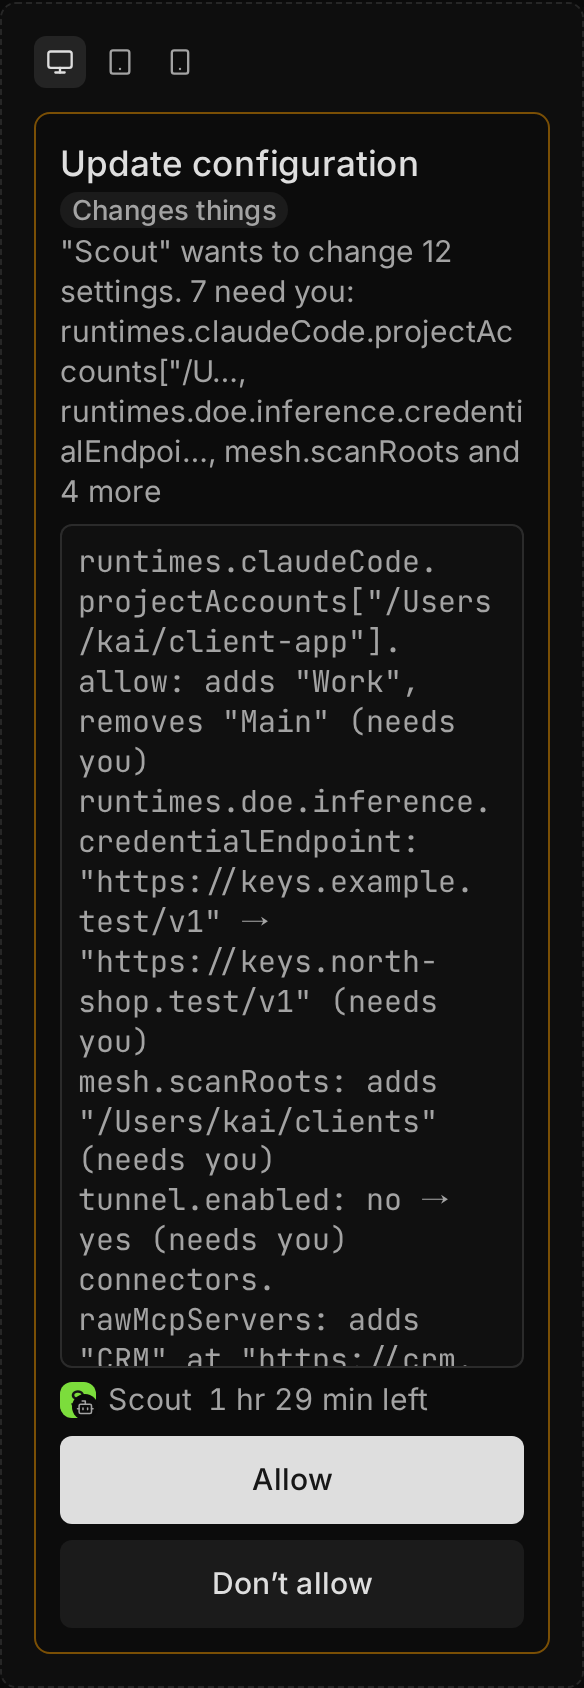 Update configuration
Changes things
"Scout" wants to change 12
settings. 7 need you:
runtimes.claudeCode.projectAc
counts["/U…,
runtimes.doe.inference.credenti
alEndpoi…, mesh.scanRoots and
4 more
runtimes.claudeCode.
projectAccounts["/Users
/kai/client-app"].
allow: adds "Work",
removes "Main" (needs
you)
runtimes.doe.inference.
credentialEndpoint:
"https://keys.example.
test/v1" →
"https://keys.north-
shop.test/v1" (needs
you)
mesh.scanRoots: adds
"/Users/kai/clients"
(needs you)
tunnel.enabled: no →
yes (needs you)
connectors.
rawMcpServers: adds
"CRM" at "https://crm.
Scout 1 hr 29 min left
Allow
Don’t allow